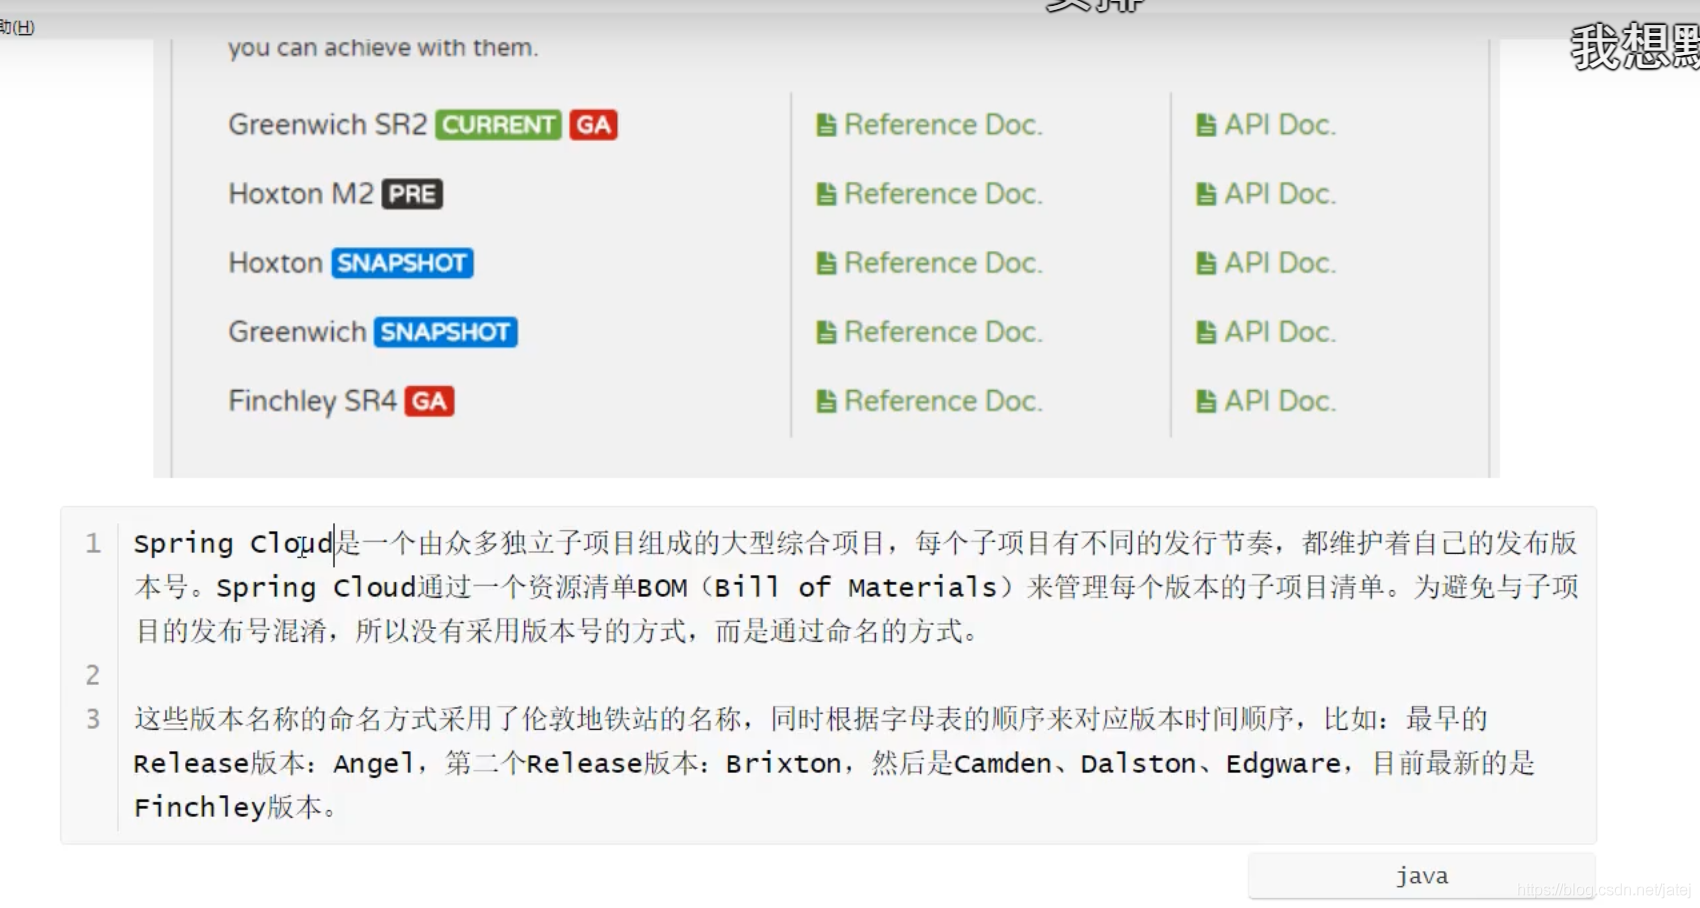 助(H)
安排
我想
you can achieve with them.
Greenwich SR2 CURRENT GA Reference Doc. API Doc.
Hoxton M2 PRE Reference Doc. API Doc.
Hoxton SNAPSHOT Reference Doc. API Doc.
Greenwich SNAPSHOT Reference Doc. API Doc.
Finchley SR4 GA Reference Doc. API Doc.
1 Spring Cloud是一个由众多独立子项目组成的大型综合项目，每个子项目有不同的发行节奏，都维护着自己的发布版
本号。Spring Cloud通过一个资源清单BOM（Bill of Materials）来管理每个版本的子项目清单。为避免与子项
目的发布号混淆，所以没有采用版本号的方式，而是通过命名的方式。
2
3 这些版本名称的命名方式采用了伦敦地铁站的名称，同时根据字母表的顺序来对应版本时间顺序，比如：最早的
Release版本：Angel，第二个Release版本：Brixton，然后是Camden、Dalston、Edgware，目前最新的是
Finchley版本。
java
https://blog.csdn.net/jatej